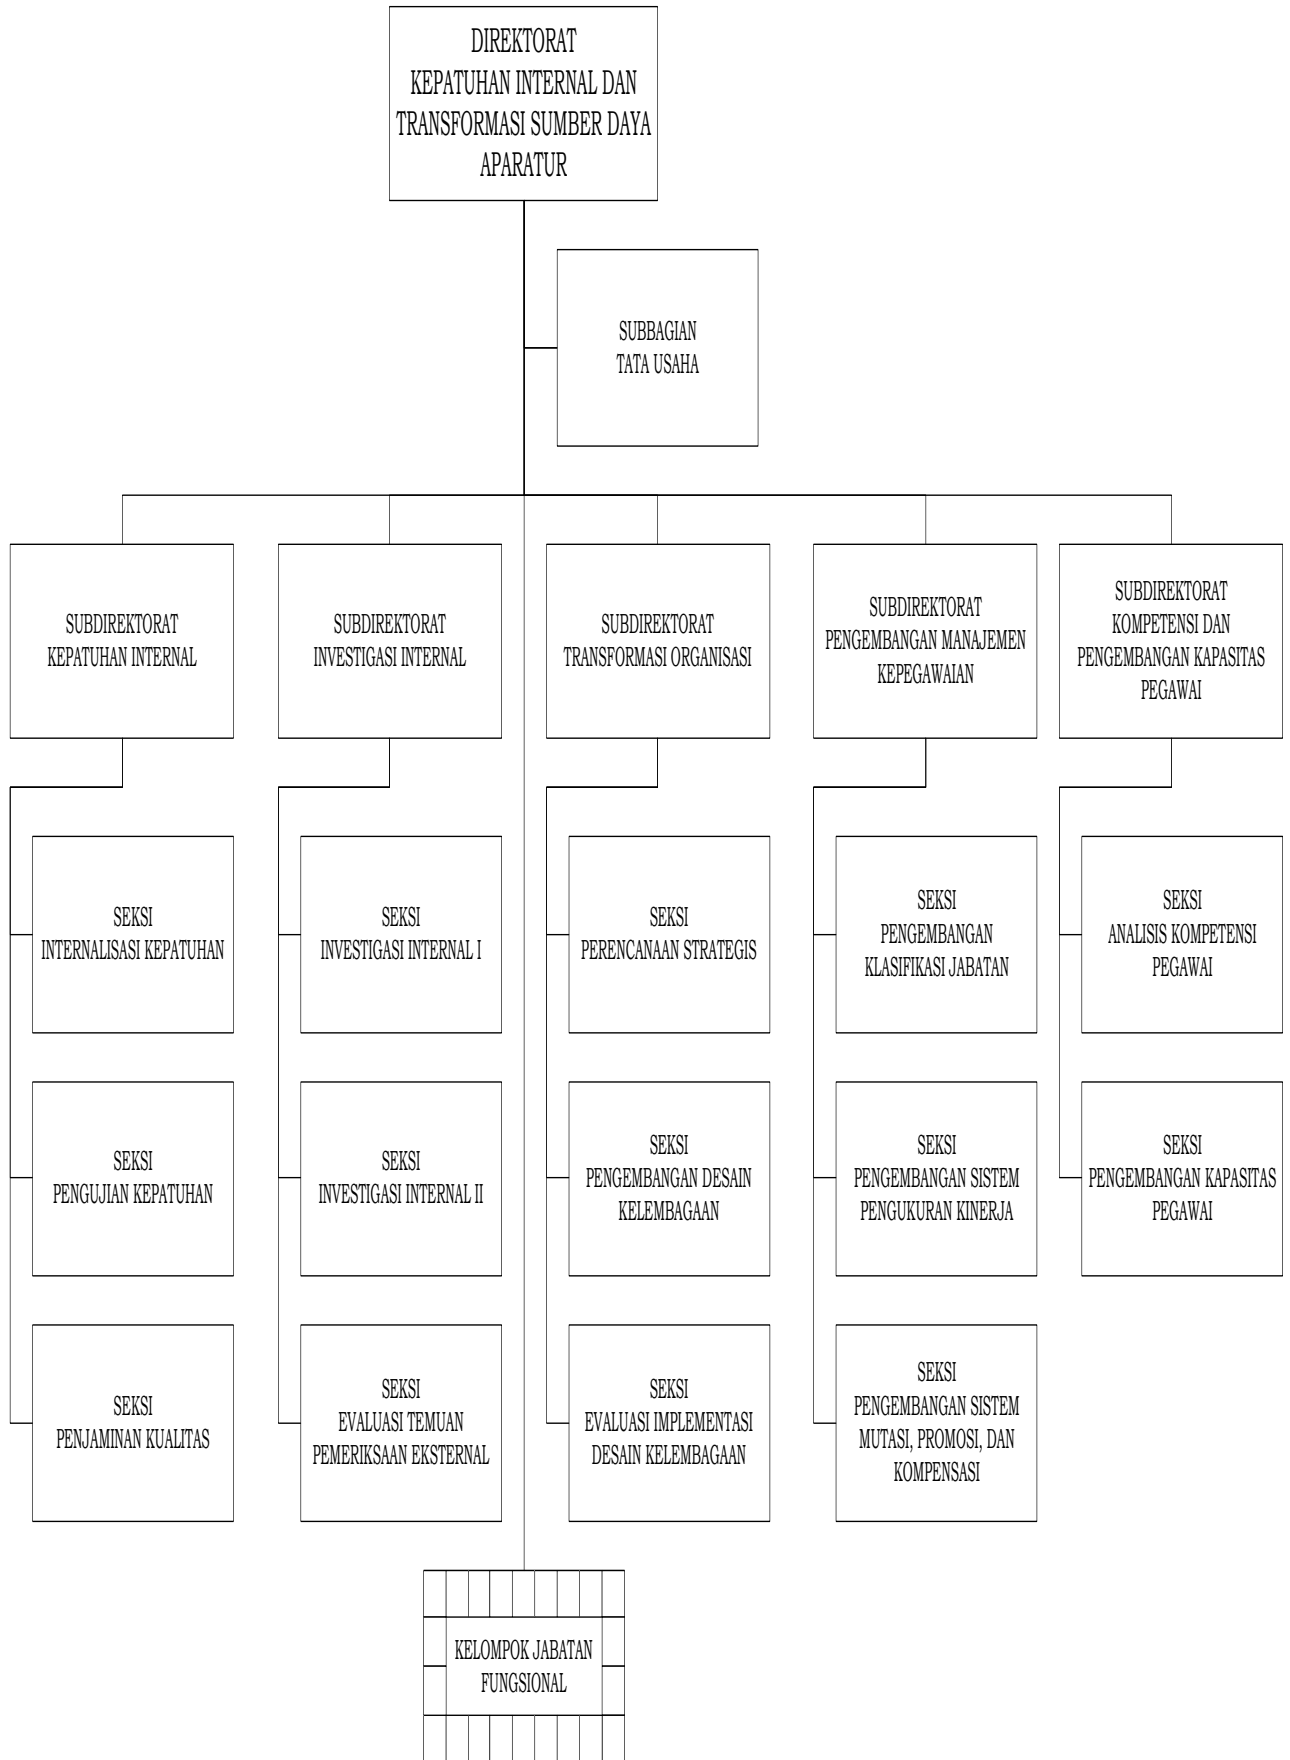 DIREKTORAT
KEPATUHAN INTERNAL DAN
TRANSFORMASI SUMBER DAYA
APARATUR
SUBBAGIAN
TATA USAHA
SUBDIREKTORAT
KEPATUHAN INTERNAL
SUBDIREKTORAT
INVESTIGASI INTERNAL
SUBDIREKTORAT
TRANSFORMASI ORGANISASI
SUBDIREKTORAT
PENGEMBANGAN MANAJEMEN
KEPEGAWAIAN
SUBDIREKTORAT
KOMPETENSI DAN
PENGEMBANGAN KAPASITAS
PEGAWAI
SEKSI
INTERNALISASI KEPATUHAN
SEKSI
INVESTIGASI INTERNAL I
SEKSI
PERENCANAAN STRATEGIS
SEKSI
PENGEMBANGAN
KLASIFIKASI JABATAN
SEKSI
ANALISIS KOMPETENSI
PEGAWAI
SEKSI
PENGUJIAN KEPATUHAN
SEKSI
INVESTIGASI INTERNAL II
SEKSI
PENGEMBANGAN DESAIN
KELEMBAGAAN
SEKSI
PENGEMBANGAN SISTEM
PENGUKURAN KINERJA
SEKSI
PENGEMBANGAN KAPASITAS
PEGAWAI
SEKSI
PENJAMINAN KUALITAS
SEKSI
EVALUASI TEMUAN
PEMERIKSAAN EKSTERNAL
SEKSI
EVALUASI IMPLEMENTASI
DESAIN KELEMBAGAAN
SEKSI
PENGEMBANGAN SISTEM
MUTASI, PROMOSI, DAN
KOMPENSASI
KELOMPOK JABATAN
FUNGSIONAL